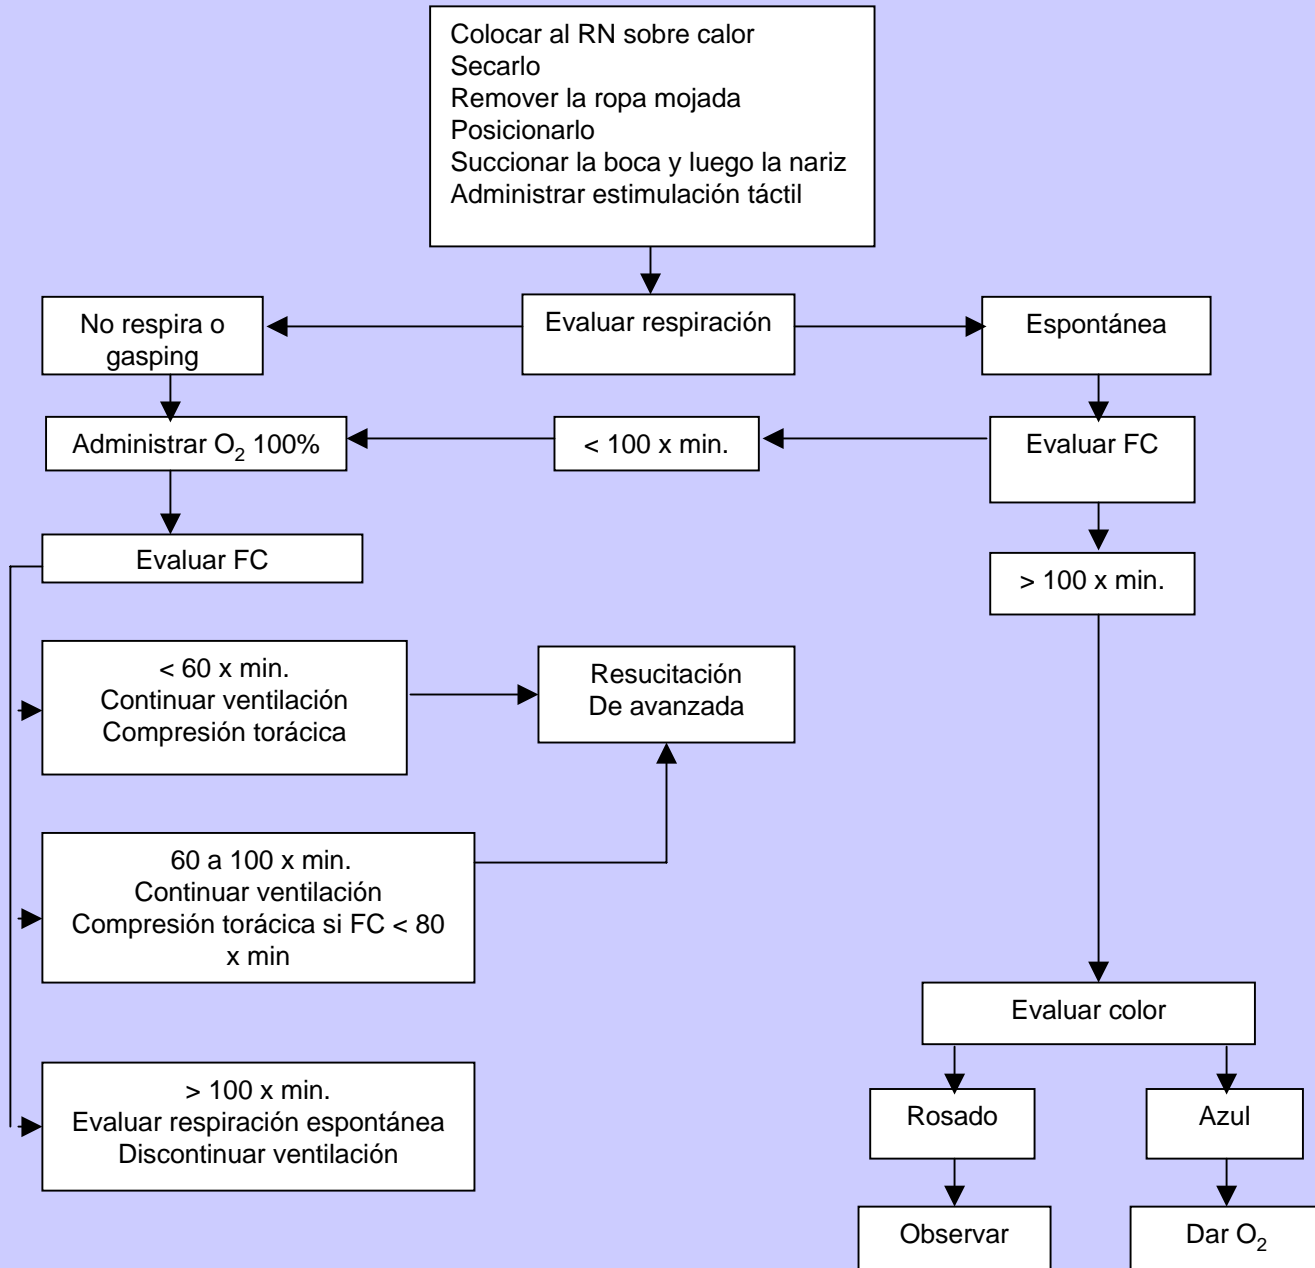 Colocar al RN sobre calor
Secarlo
Remover la ropa mojada
Posicionarlo
Succionar la boca y luego la nariz
Administrar estimulación táctil
No respira o
gasping
Evaluar respiración
Espontánea
Administrar O₂ 100%
< 100 x min.
Evaluar FC
Evaluar FC
> 100 x min.
< 60 x min.
Continuar ventilación
Compresión torácica
Resucitación
De avanzada
60 a 100 x min.
Continuar ventilación
Compresión torácica si FC < 80
x min
Evaluar color
> 100 x min.
Evaluar respiración espontánea
Discontinuar ventilación
Rosado
Azul
Observar
Dar O₂